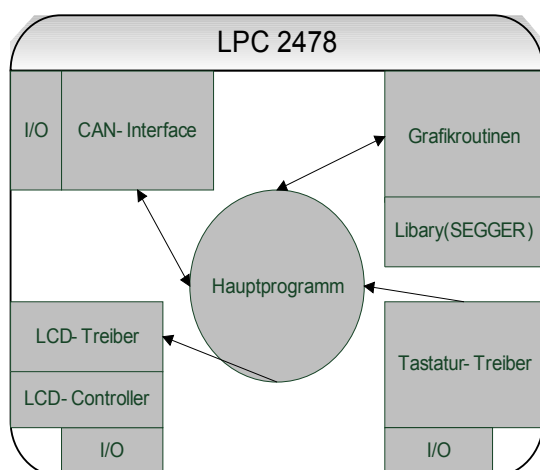 LPC 2478
I/O
CAN- Interface
Grafikroutinen
Libary(SEGGER)
Hauptprogramm
LCD- Treiber
LCD- Controller
I/O
Tastatur- Treiber
I/O